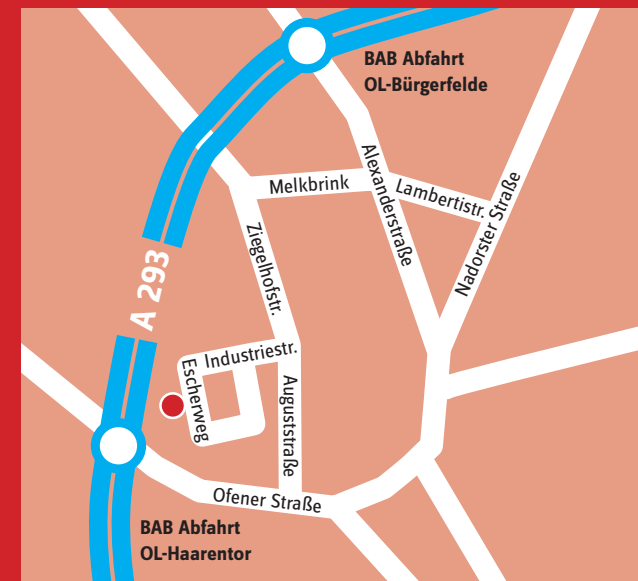 BAB Abfahrt
OL-Bürgerfelde
Melkbrink
Alexanderstraße
Lambertistr.
Nadorster Straße
Ziegelhofstr.
A 293
Industriestr.
Escherweg
Auguststraße
Ofener Straße
BAB Abfahrt
OL-Haarentor